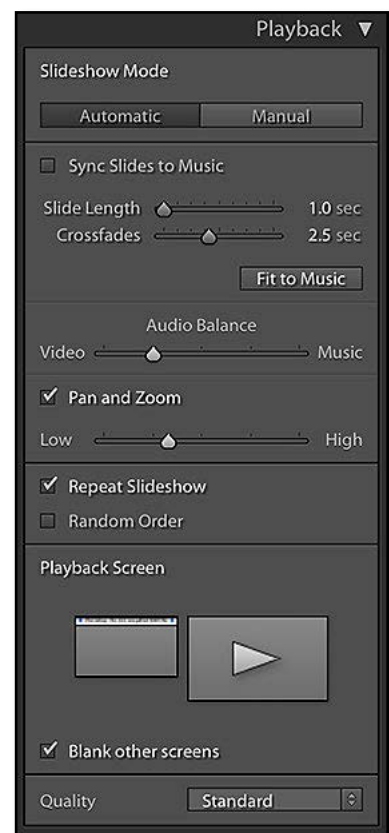 Playback ▼
Slideshow Mode
Automatic Manual
Sync Slides to Music
Slide Length 1.0 sec
Crossfades 2.5 sec
Fit to Music
Audio Balance
Video Music
Pan and Zoom
Low High
Repeat Slideshow
Random Order
Playback Screen
Blank other screens
Quality Standard